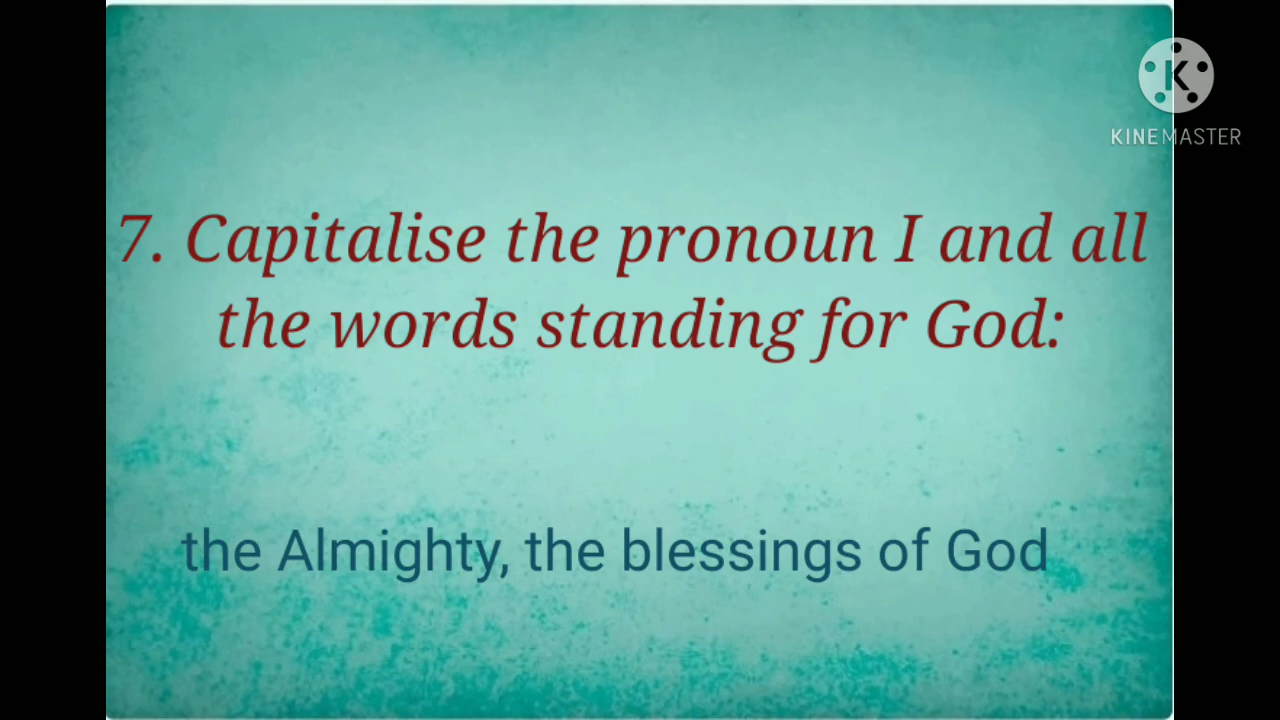 K
KINEMASTER
7. Capitalise the pronoun I and all
the words standing for God:
the Almighty, the blessings of God